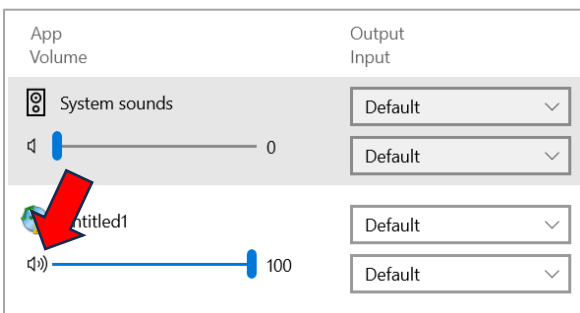 App
Volume
Output
Input
System sounds
Default
0
Default
ntitled1
Default
100
Default